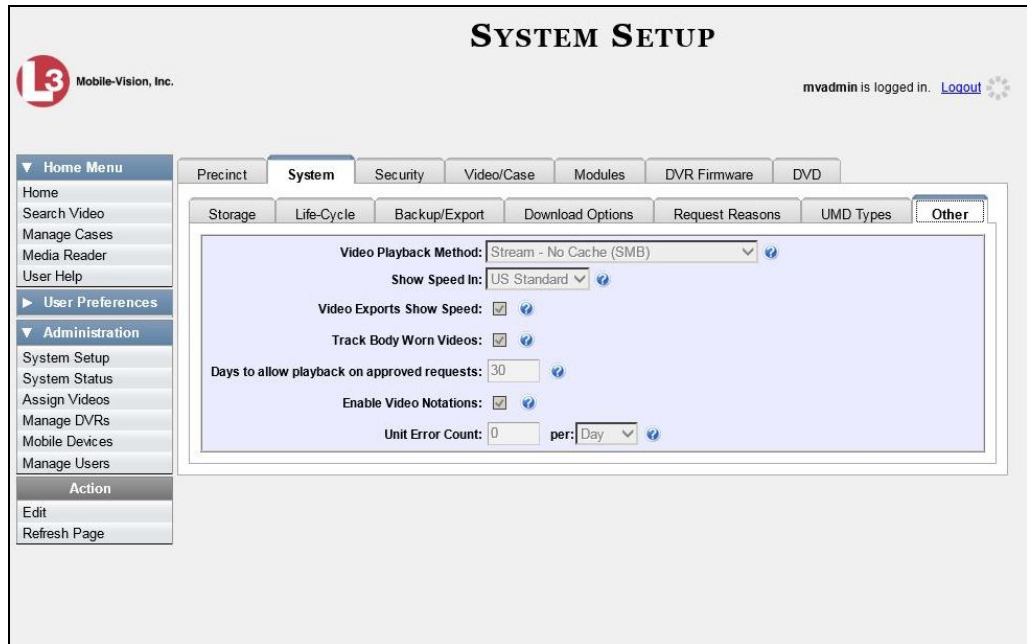 SYSTEM SETUP
L3 Mobile-Vision, Inc.
mvadmin is logged in. Logout
▼ Home Menu
Home
Search Video
Manage Cases
Media Reader
User Help
▶ User Preferences
▼ Administration
System Setup
System Status
Assign Videos
Manage DVRs
Mobile Devices
Manage Users
Action
Edit
Refresh Page
Precinct System Security Video/Case Modules DVR Firmware DVD
Storage Life-Cycle Backup/Export Download Options Request Reasons UMD Types Other
Video Playback Method: Stream - No Cache (SMB) ?
Show Speed In: US Standard ?
Video Exports Show Speed: ?
Track Body Worn Videos: ?
Days to allow playback on approved requests: 30 ?
Enable Video Notations: ?
Unit Error Count: 0 per: Day ?